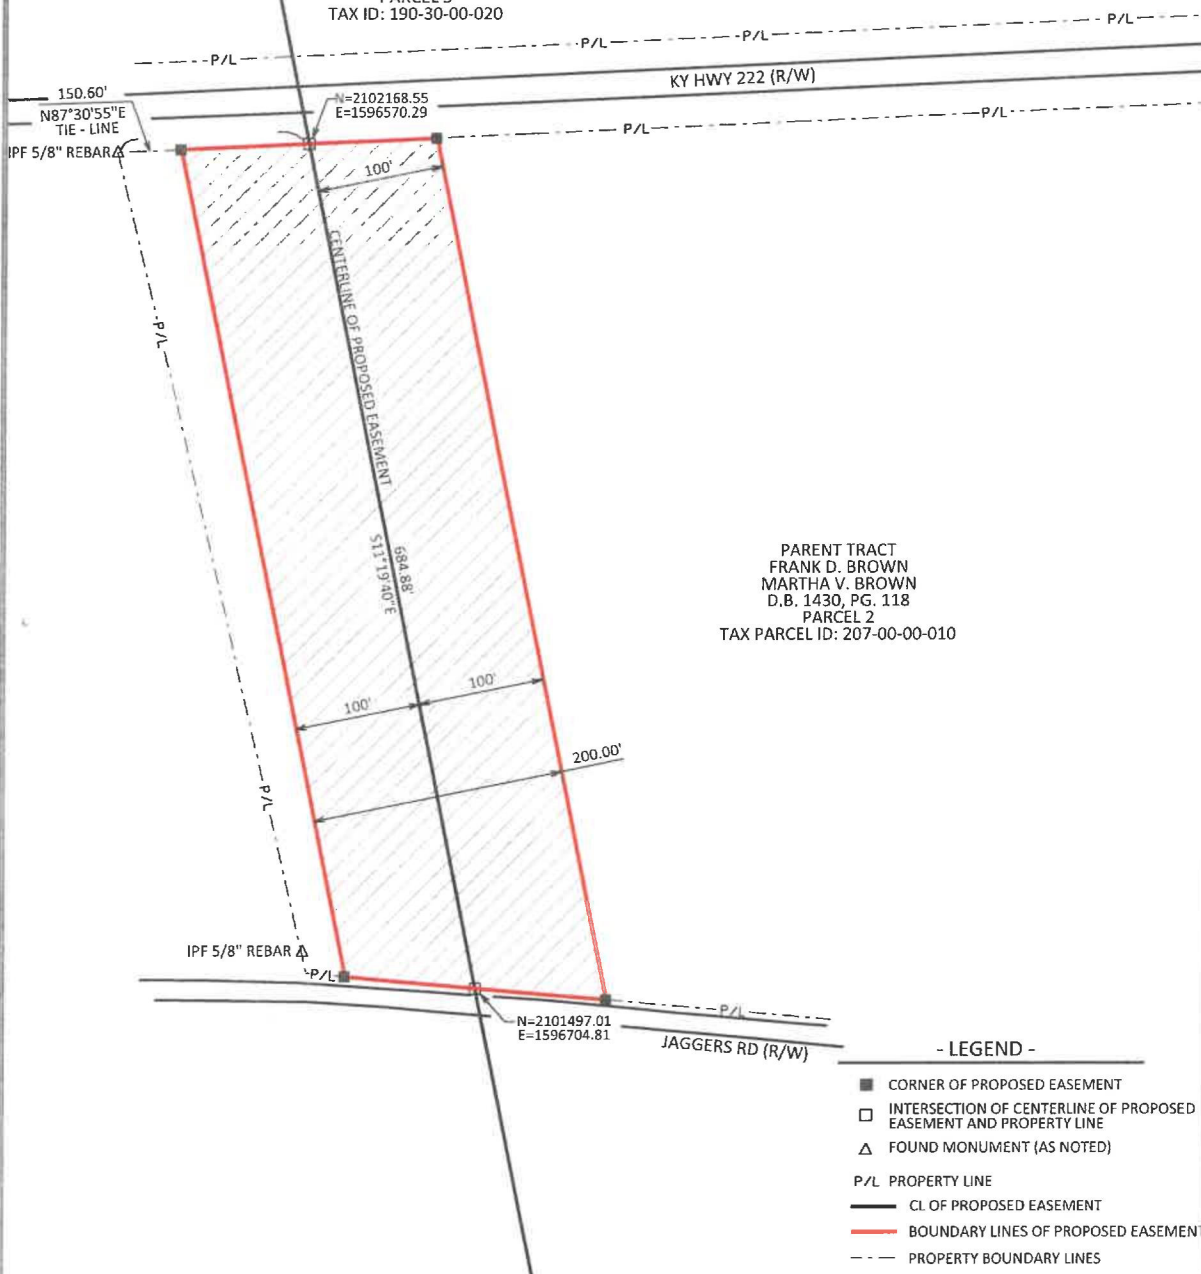 TAX ID: 190-30-00-020
P/L
P/L
P/L
P/L
KY HWY 222 (R/W)
150.60'
N87°30'55"E
TIE - LINE
N=2102168.55
E=1596570.29
P/L
P/L
IPF 5/8" REBAR
100'
CENTERLINE OF PROPOSED EASEMENT
P/L
684.88'
S11°19'40"E
PARENT TRACT
FRANK D. BROWN
MARTHA V. BROWN
D.B. 1430, PG. 118
PARCEL 2
TAX PARCEL ID: 207-00-00-010
100'
100'
200.00'
P/L
IPF 5/8" REBAR
P/L
P/L
N=2101497.01
E=1596704.81
JAGGERS RD (R/W)
- LEGEND -
CORNER OF PROPOSED EASEMENT
INTERSECTION OF CENTERLINE OF PROPOSED
EASEMENT AND PROPERTY LINE
FOUND MONUMENT (AS NOTED)
P/L PROPERTY LINE
CL OF PROPOSED EASEMENT
BOUNDARY LINES OF PROPOSED EASEMENT
PROPERTY BOUNDARY LINES